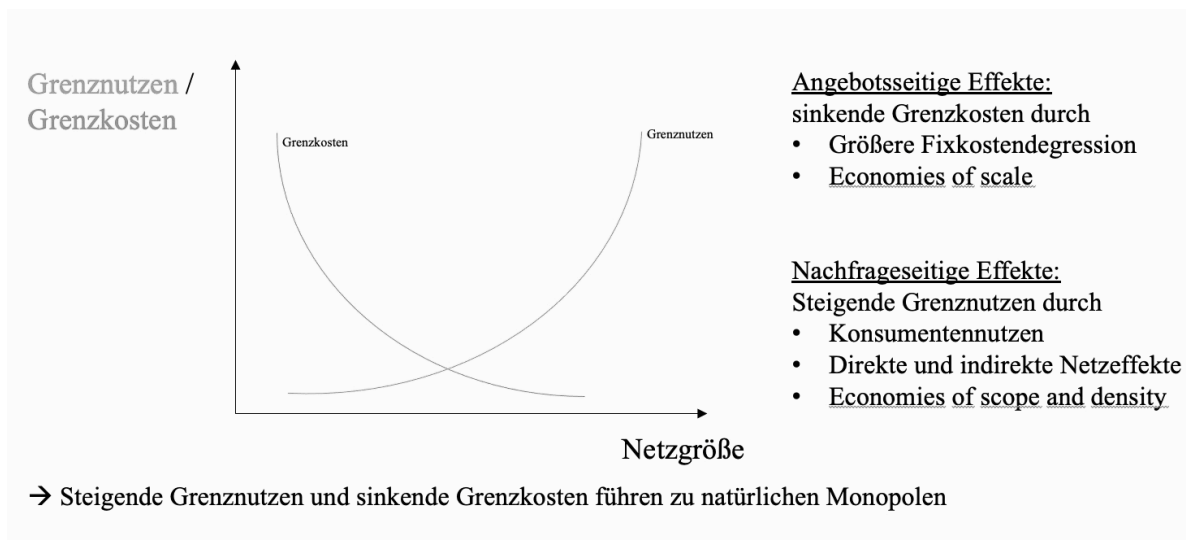 Grenznutzen /
Grenzkosten
Grenzkosten
Grenznutzen
Netzgröße
Angebotsseitige Effekte:
sinkende Grenzkosten durch
• Größere Fixkostendegression
• Economies of scale
Nachfrageseitige Effekte:
Steigende Grenznutzen durch
• Konsumentennutzen
• Direkte und indirekte Netzeffekte
• Economies of scope and density
→ Steigende Grenznutzen und sinkende Grenzkosten führen zu natürlichen Monopolen